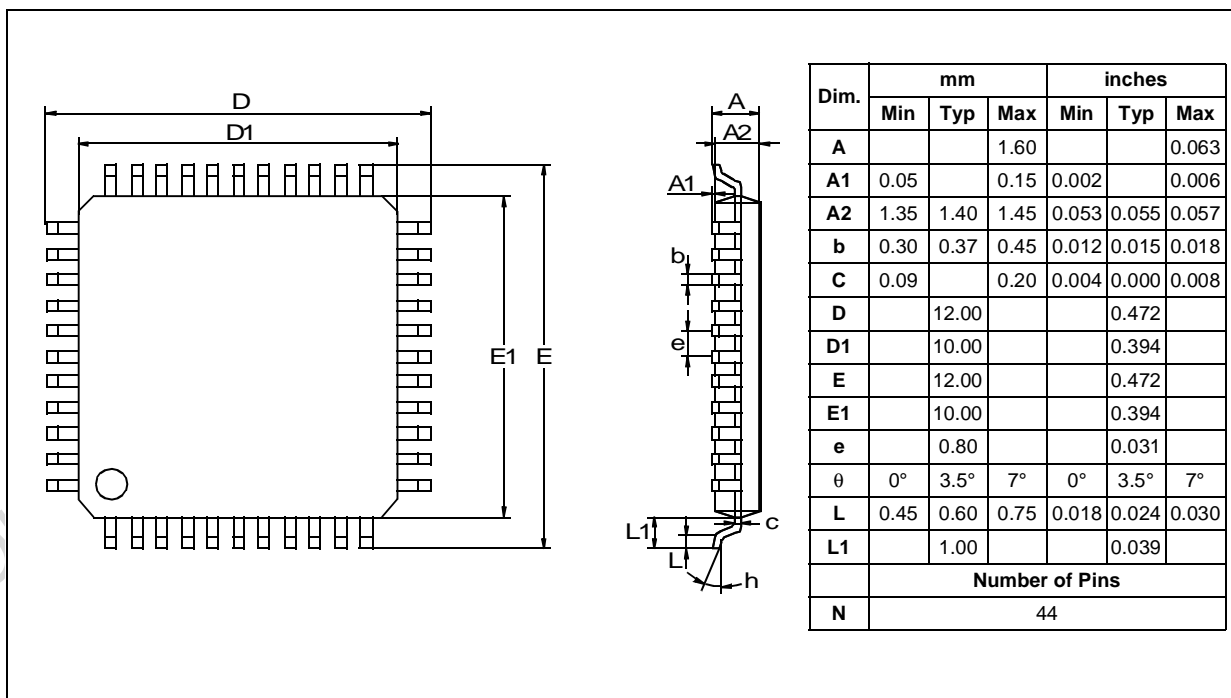 D
D1
A
A2
A1
b
e
E1
E
L1
L
c
h
Dim. mm inches
Min Typ Max Min Typ Max
A 1.60 0.063
A1 0.05 0.15 0.002 0.006
A2 1.35 1.40 1.45 0.053 0.055 0.057
b 0.30 0.37 0.45 0.012 0.015 0.018
C 0.09 0.20 0.004 0.000 0.008
D 12.00 0.472
D1 10.00 0.394
E 12.00 0.472
E1 10.00 0.394
e 0.80 0.031
θ 0° 3.5° 7° 0° 3.5° 7°
L 0.45 0.60 0.75 0.018 0.024 0.030
L1 1.00 0.039
Number of Pins
N 44